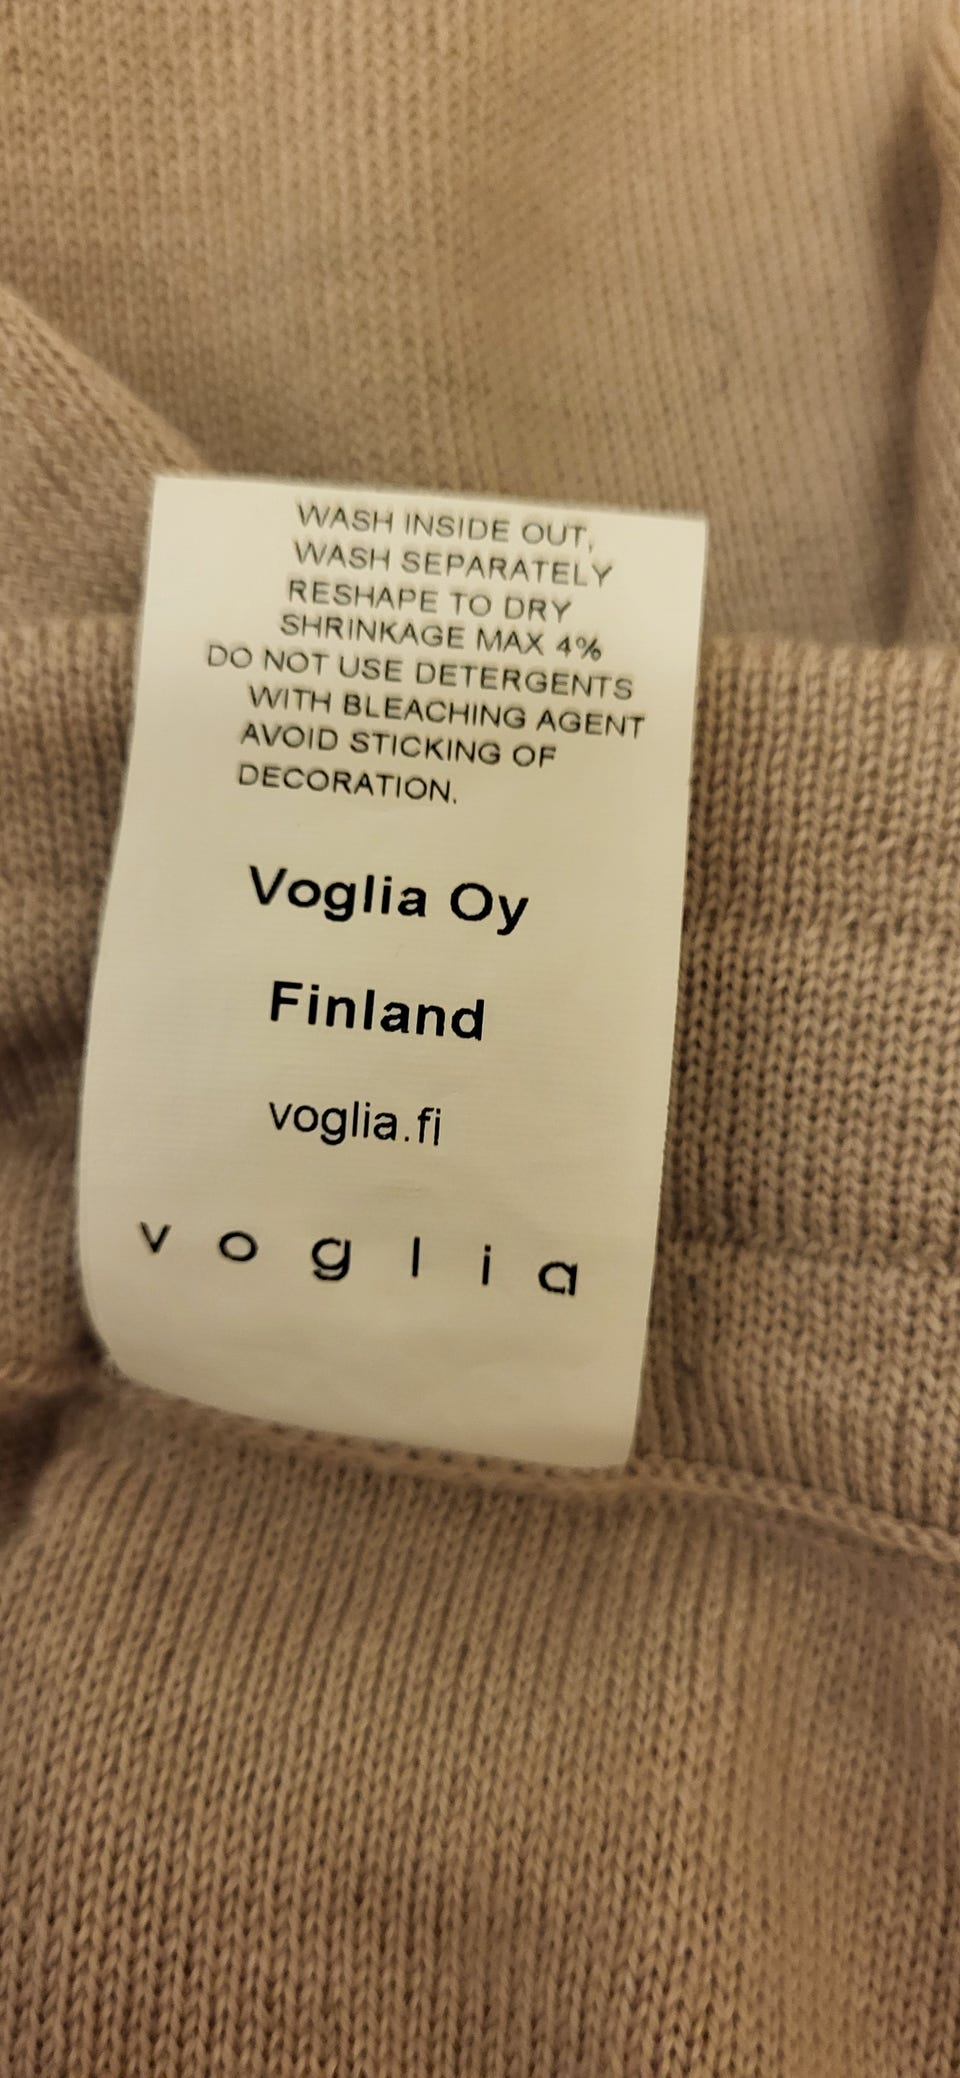 WASH INSIDE OUT,
WASH SEPARATELY
RESHAPE TO DRY
SHRINKAGE MAX 4%
DO NOT USE DETERGENTS
WITH BLEACHING AGENT
AVOID STICKING OF
DECORATION.
Voglia Oy
Finland
voglia.fi
voglia